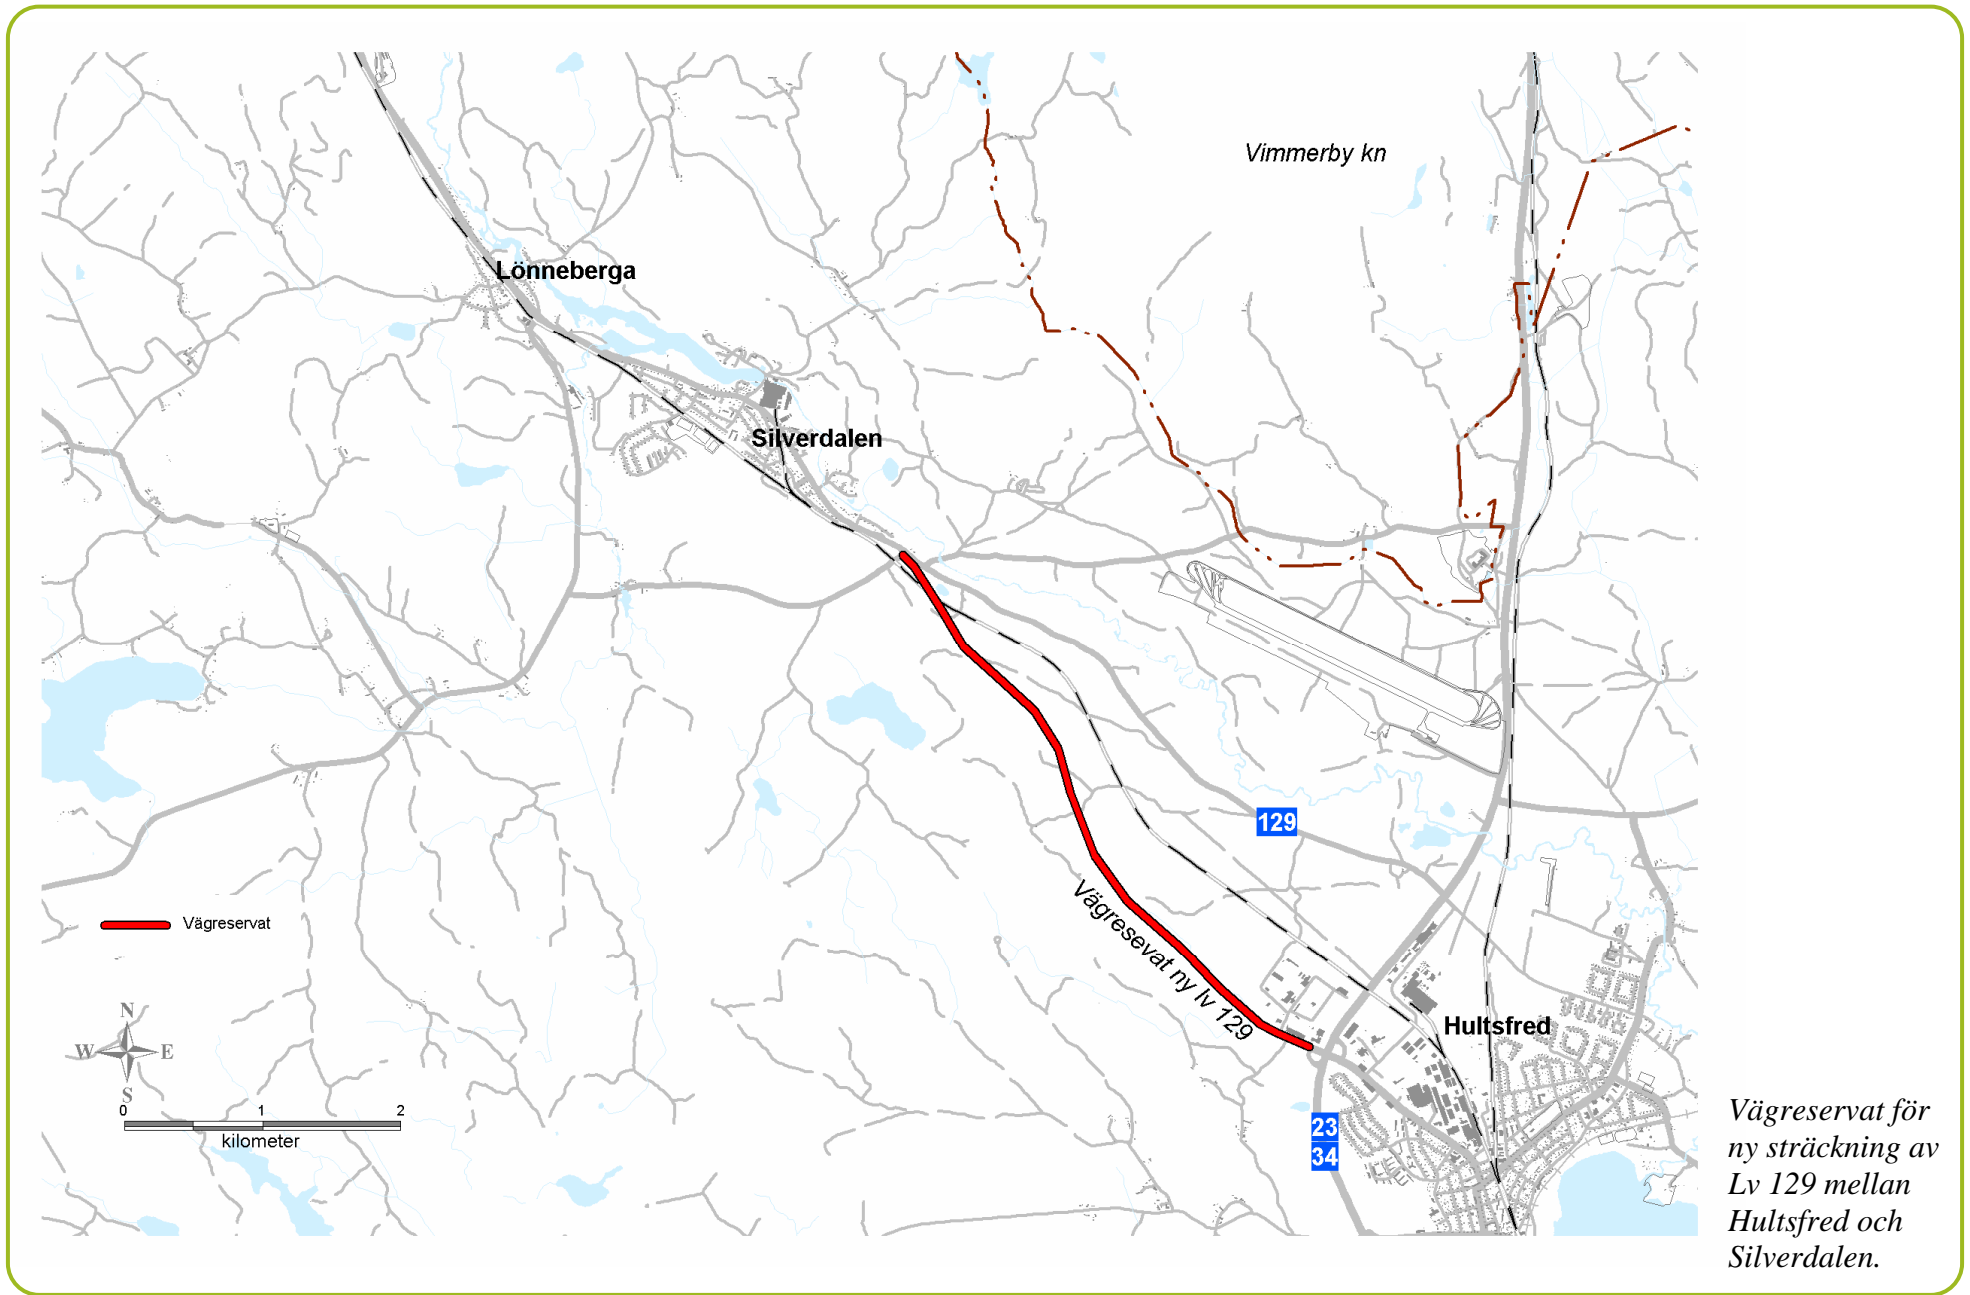 Vimmerby kn
Lönneberga
Silverdalen
129
Vägreservat
Vägresevat ny lv 129
N
W E
S
Hultsfred
0 1 2
kilometer
23
34
Vägreservat för
ny sträckning av
Lv 129 mellan
Hultsfred och
Silverdalen.